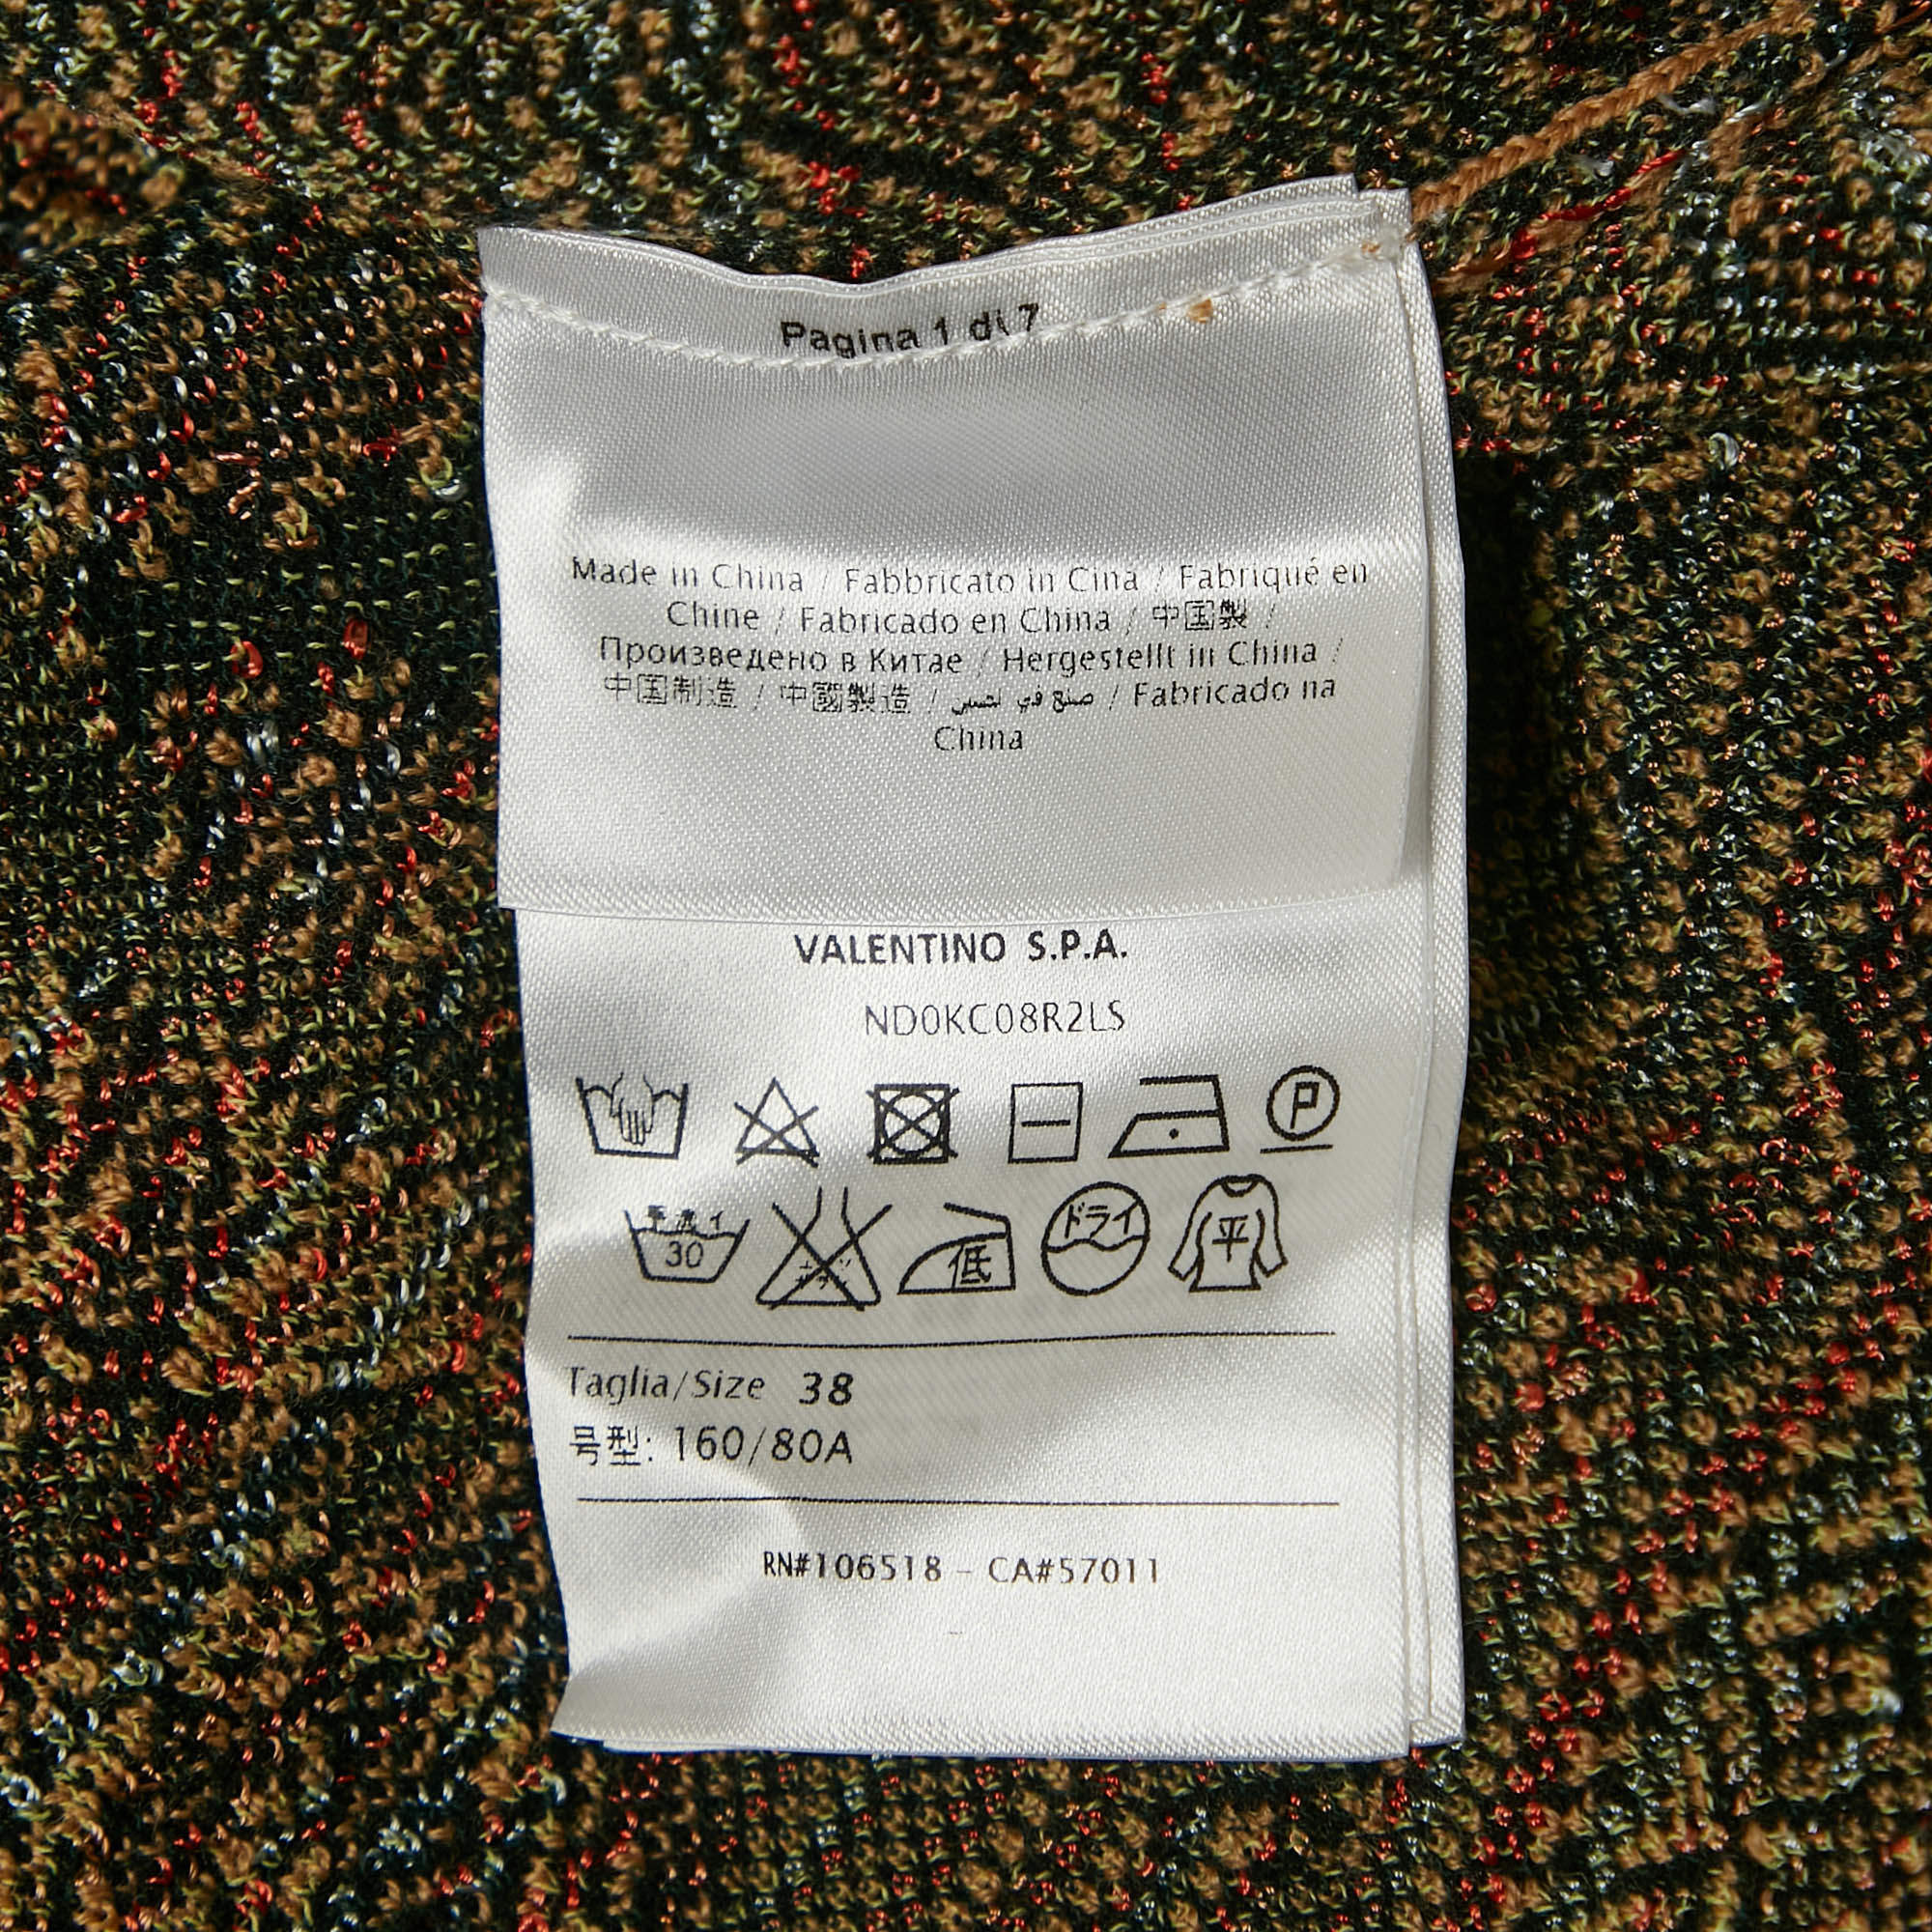 Pagina 1 di 7
Made in China / Fabbricato in Cina / Fabriqué en
Chine / Fabricado en China / 中国製 /
Произведено в Китае / Hergestellt in China /
中国制造 / 中國製造 / صنع في لتصلين / Fabricado na
China
VALENTINO S.P.A.
ND0KC08R2LS
P
30
低
ドライ
平
Taglia/Size 38
号型: 160/80A
RN#106518 - CA#57011